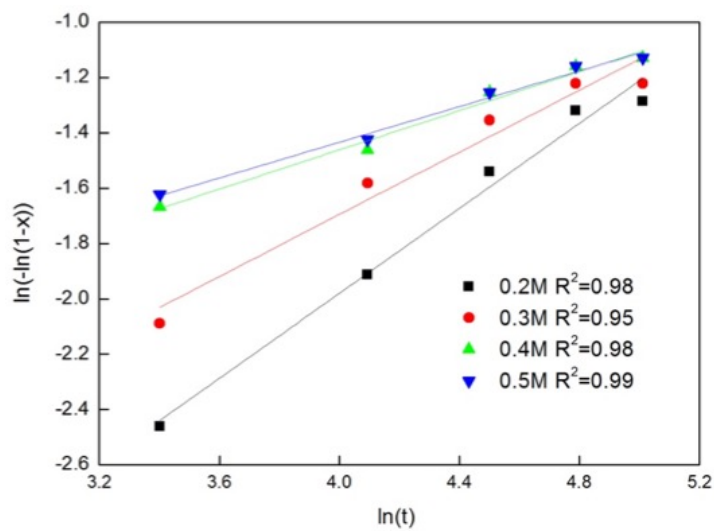 -1.0
-1.2
-1.4
-1.6
-1.8
-2.0
-2.2
-2.4
-2.6
ln(-ln(1-x))
0.2M R²=0.98
0.3M R²=0.95
0.4M R²=0.98
0.5M R²=0.99
3.2 3.6 4.0 4.4 4.8 5.2
ln(t)